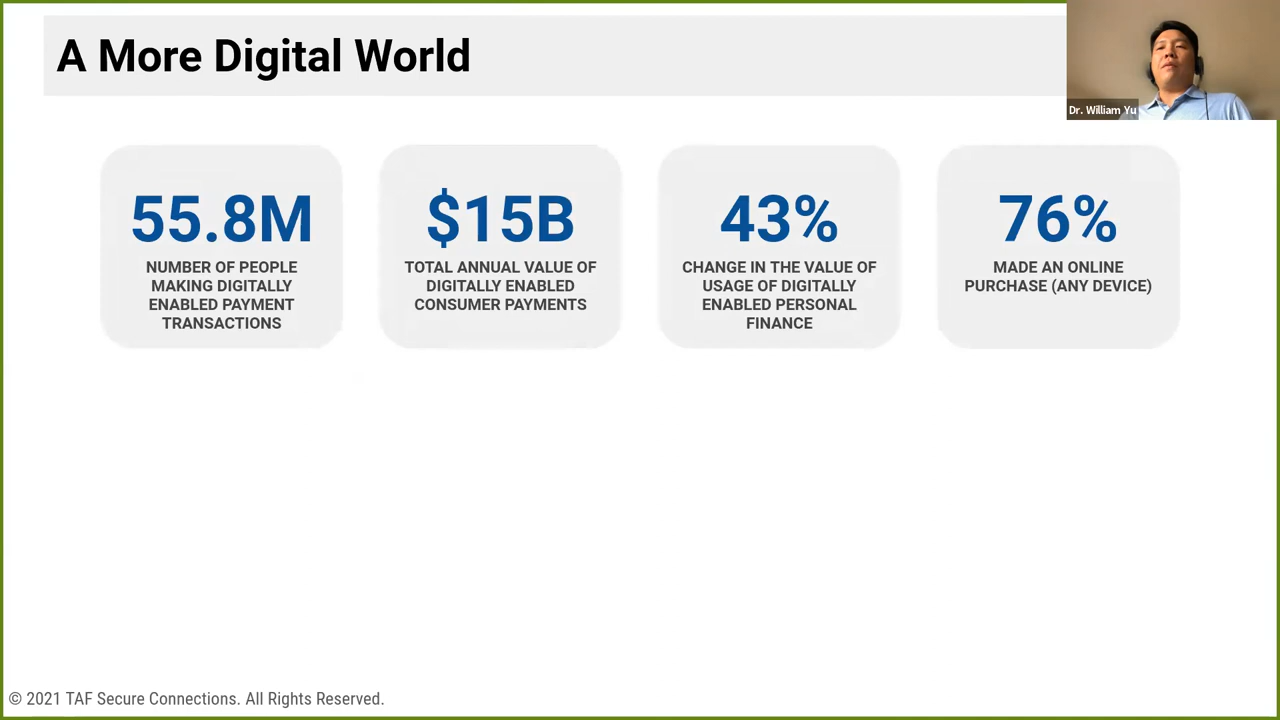 A More Digital World
Dr. William Yu
55.8M
NUMBER OF PEOPLE
MAKING DIGITALLY
ENABLED PAYMENT
TRANSACTIONS
$15B
TOTAL ANNUAL VALUE OF
DIGITALLY ENABLED
CONSUMER PAYMENTS
43%
CHANGE IN THE VALUE OF
USAGE OF DIGITALLY
ENABLED PERSONAL
FINANCE
76%
MADE AN ONLINE
PURCHASE (ANY DEVICE)
© 2021 TAF Secure Connections. All Rights Reserved.